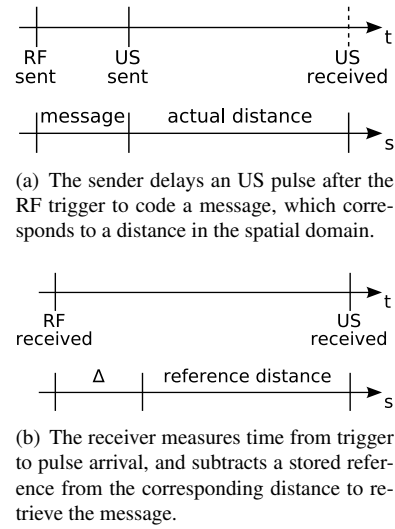 t
RF
sent
US
sent
US
received
message
actual distance
s
(a) The sender delays an US pulse after the
RF trigger to code a message, which corre-
sponds to a distance in the spatial domain.
t
RF
received
US
received
Δ
reference distance
s
(b) The receiver measures time from trigger
to pulse arrival, and subtracts a stored refer-
ence from the corresponding distance to re-
trieve the message.